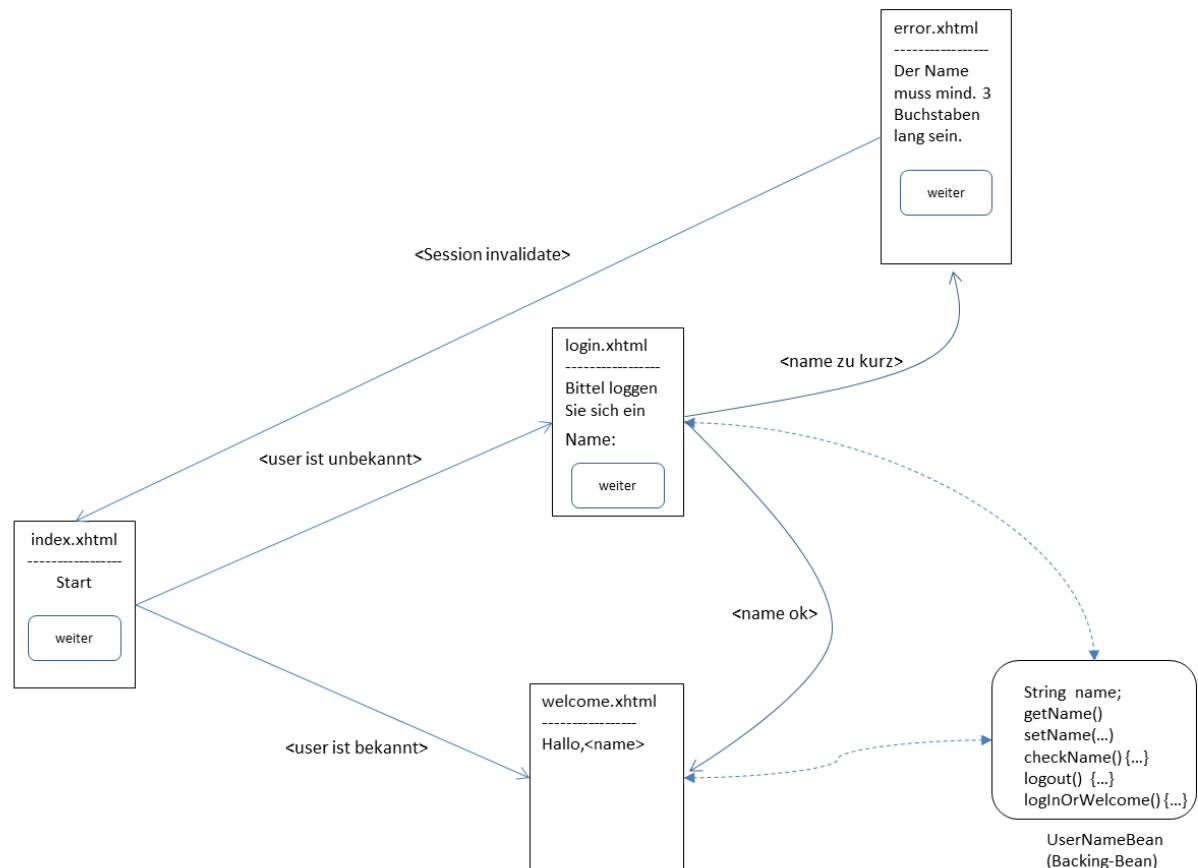 error.xhtml
-----------------
Der Name
muss mind. 3
Buchstaben
lang sein.
weiter
<Session invalidate>
login.xhtml
-----------------
Bittel loggen
Sie sich ein
Name:
weiter
<name zu kurz>
<user ist unbekannt>
index.xhtml
-----------------
Start
weiter
<name ok>
<user ist bekannt>
welcome.xhtml
-----------------
Hallo,<name>
String name;
getName()
setName(...)
checkName() {...}
logout() {...}
logInOrWelcome() {...}
UserNameBean
(Backing-Bean)